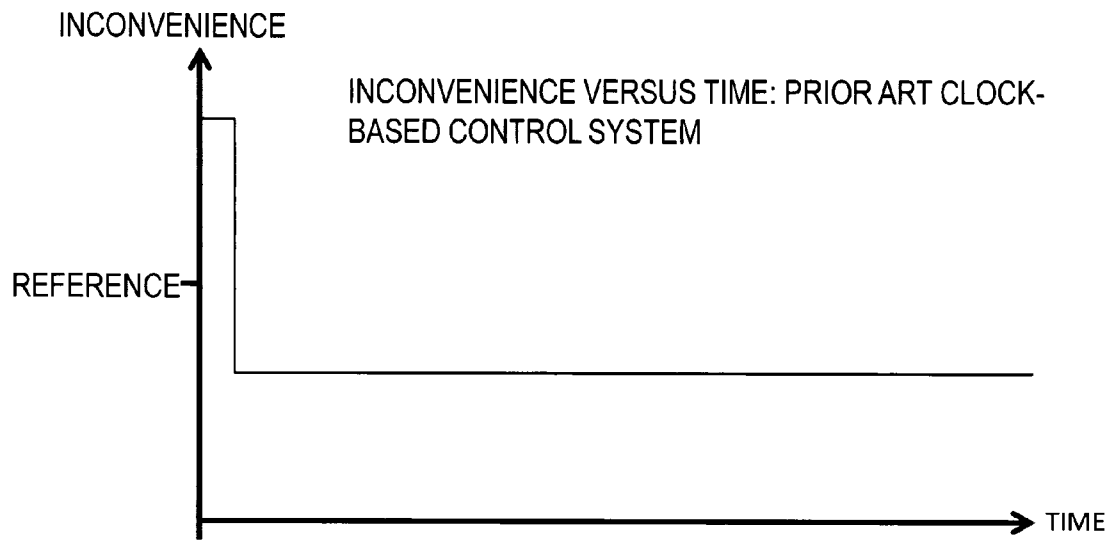 INCONVENIENCE
INCONVENIENCE VERSUS TIME: PRIOR ART CLOCK-
BASED CONTROL SYSTEM
REFERENCE
TIME